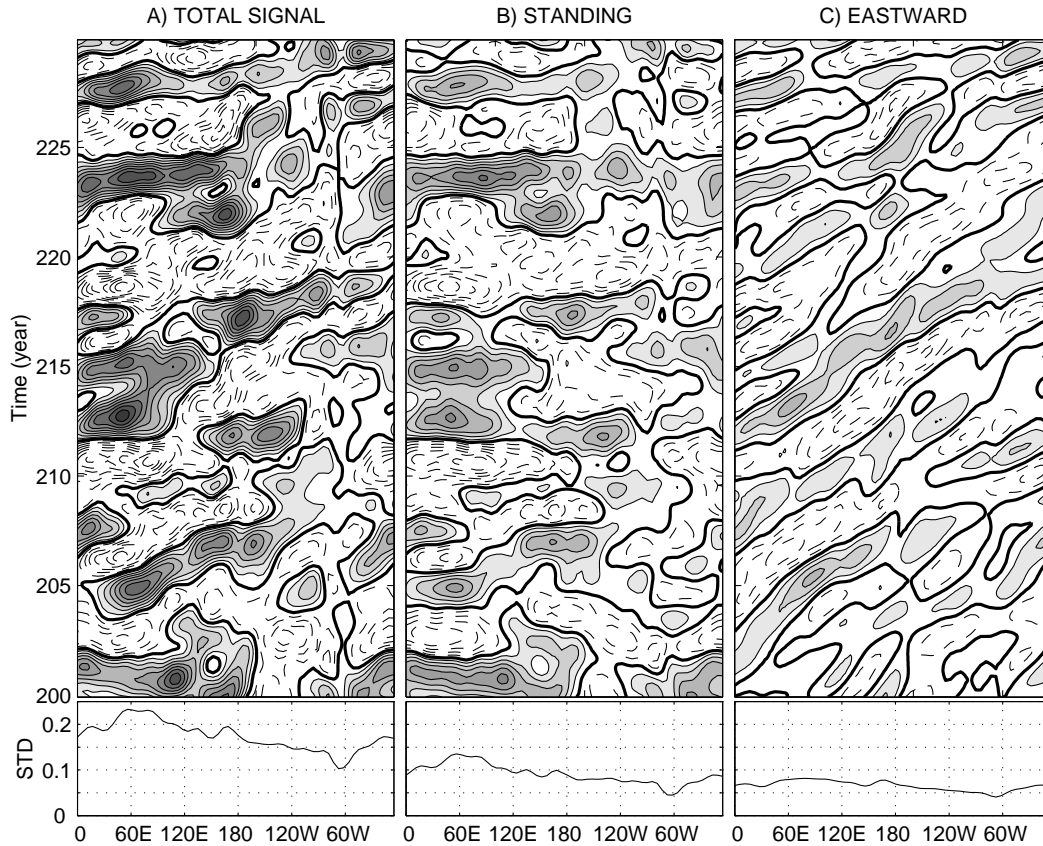 A) TOTAL SIGNAL
B) STANDING
C) EASTWARD
Time (year)
225
220
215
210
205
200
STD
0.2
0.1
0
0 60E 120E 180 120W 60W
0 60E 120E 180 120W 60W
0 60E 120E 180 120W 60W